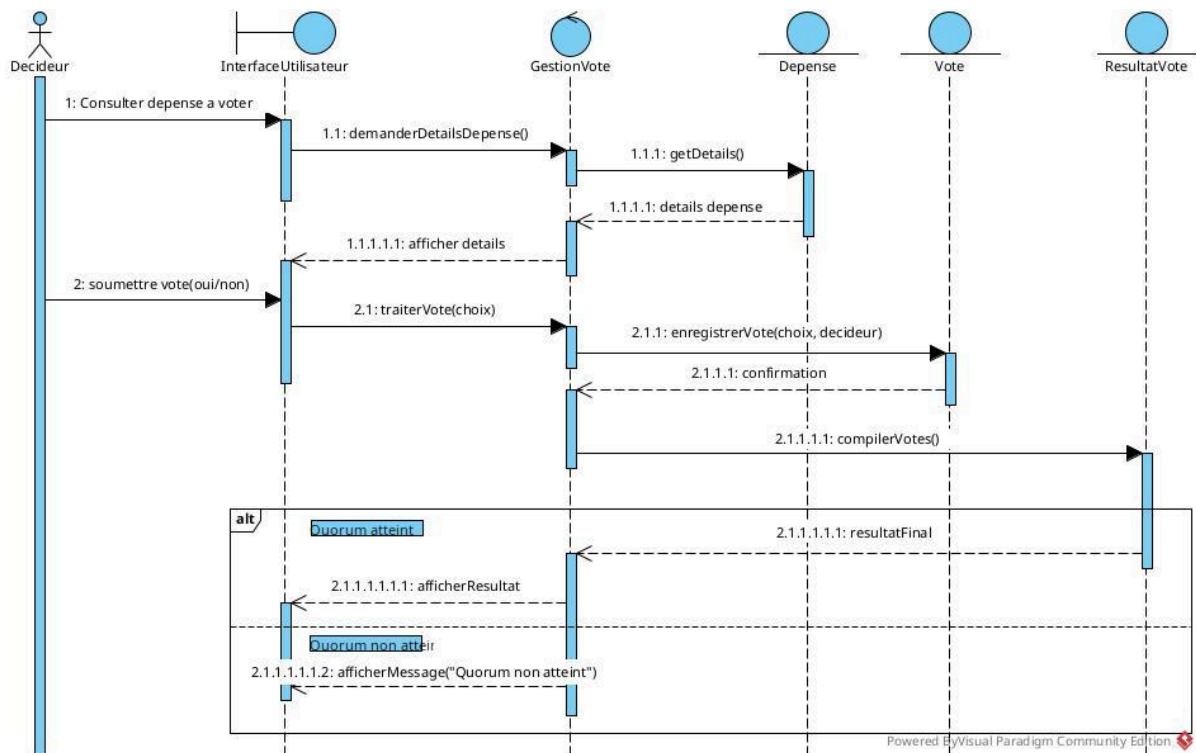 Decideur
InterfaceUtilisateur
GestionVote
Depense
Vote
ResultatVote
1: Consulter depense a voter
1.1: demanderDetailsDepense()
1.1.1: getDetails()
1.1.1.1: details depense
1.1.1.1.1: afficher details
2: soumettre vote(oui/non)
2.1: traiterVote(choix)
2.1.1: enregistrerVote(choix, decideur)
2.1.1.1: confirmation
2.1.1.1.1: compilerVotes()
alt
Quorum atteint
2.1.1.1.1.1: resultatFinal
2.1.1.1.1.1.1: afficherResultat
Quorum non attein
2.1.1.1.1.1.2: afficherMessage("Quorum non atteint")
Powered ByVisual Paradigm Community Edition